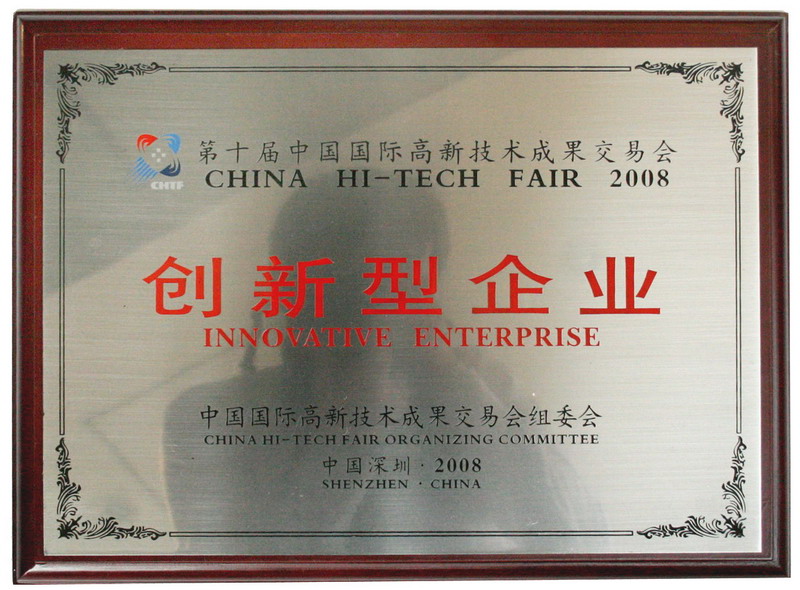 CHTF
第十届中国国际高新技术成果交易会
CHINA HI-TECH FAIR 2008
创新型企业
INNOVATIVE ENTERPRISE
中国国际高新技术成果交易会组委会
CHINA HI-TECH FAIR ORGANIZING COMMITTEE
中国深圳·2008
SHENZHEN · CHINA